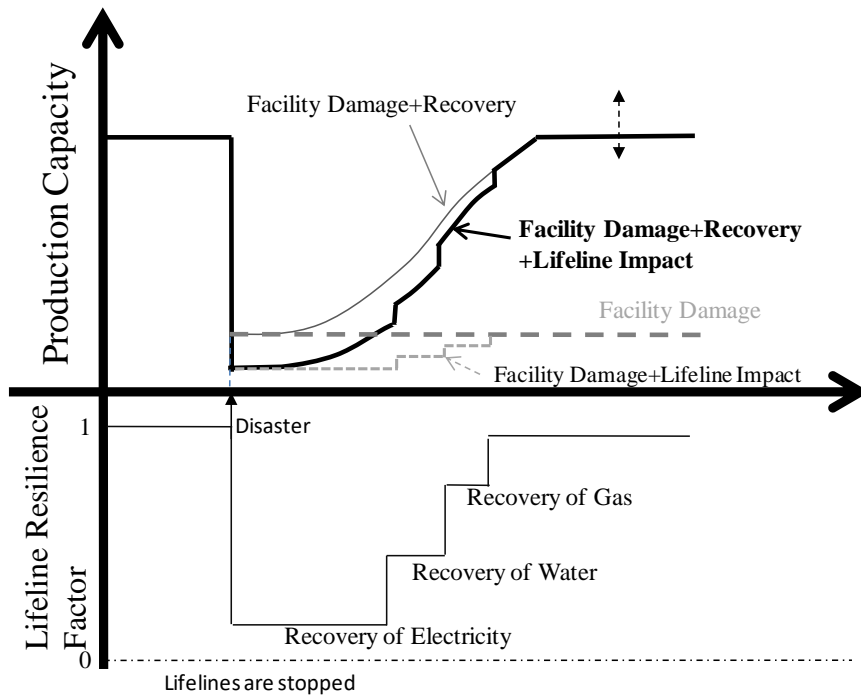 Production Capacity
Facility Damage+Recovery
Facility Damage+Recovery
+Lifeline Impact
Facility Damage
Facility Damage+Lifeline Impact
Lifeline Resilience
Factor
1
Disaster
Recovery of Gas
Recovery of Water
Recovery of Electricity
0
Lifelines are stopped